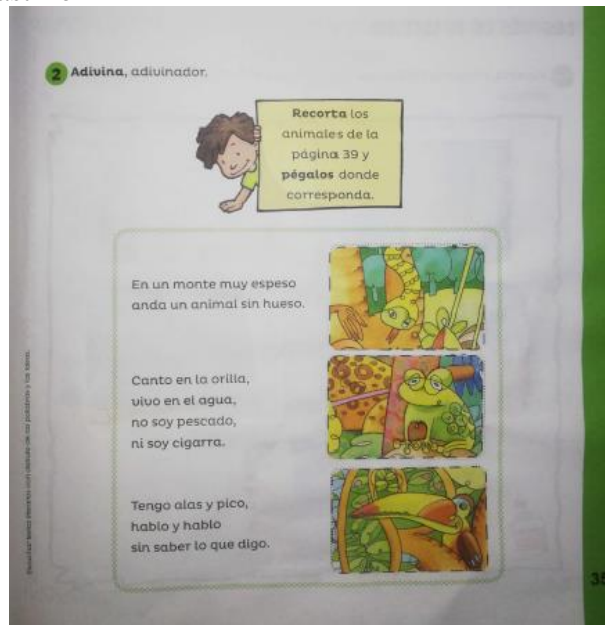 2 Adivina, adivinador.
Recorta los
animales de la
página 39 y
pégalos donde
corresponda.
En un monte muy espeso
anda un animal sin hueso.
Canto en la orilla,
vivo en el agua,
no soy pescado,
ni soy cigarra.
Tengo alas y pico,
hablo y hablo
sin saber lo que digo.